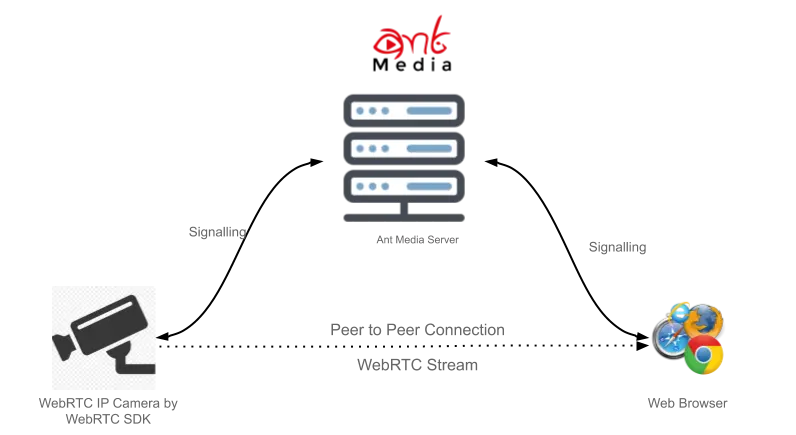 ant
Media
Signalling
Ant Media Server
Signalling
Peer to Peer Connection
WebRTC Stream
WebRTC IP Camera by
WebRTC SDK
Web Browser